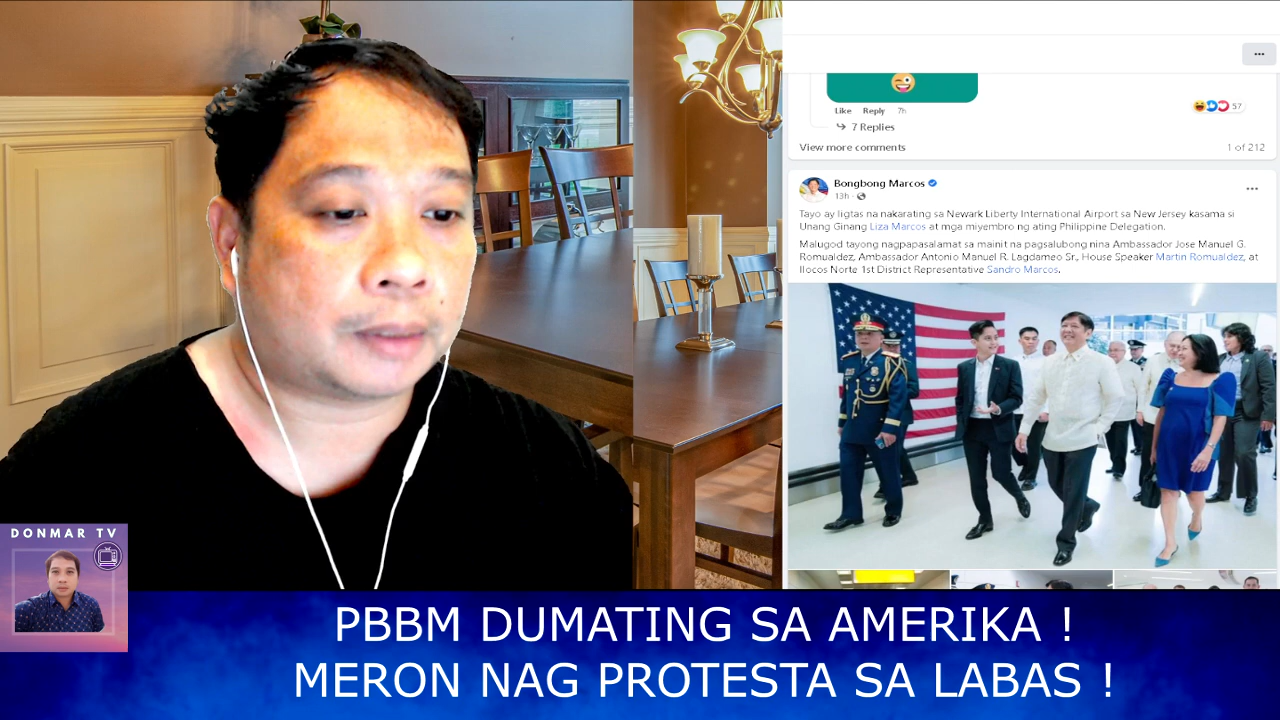 Like Reply 7h
57
7 Replies
View more comments
1 of 212
Bongbong Marcos
13h
Tayo ay ligtas na nakarating sa Newark Liberty International Airport sa New Jersey kasama si
Unang Ginang Liza Marcos at mga miyembro ng ating Philippine Delegation.
Malugod tayong nagpapasalamat sa mainit na pagsalubong nina Ambassador Jose Manuel G.
Romualdez, Ambassador Antonio Manuel R. Lagdameo Sr., House Speaker Martin Romualdez, at
Ilocos Norte 1st District Representative Sandro Marcos.
DONMAR TV
PBBM DUMATING SA AMERIKA !
MERON NAG PROTESTA SA LABAS !